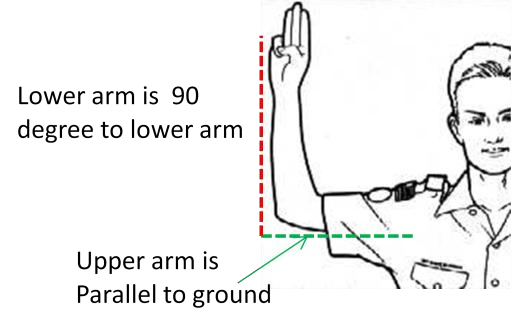 Lower arm is  90
degree to lower arm
Upper arm is
Parallel to ground